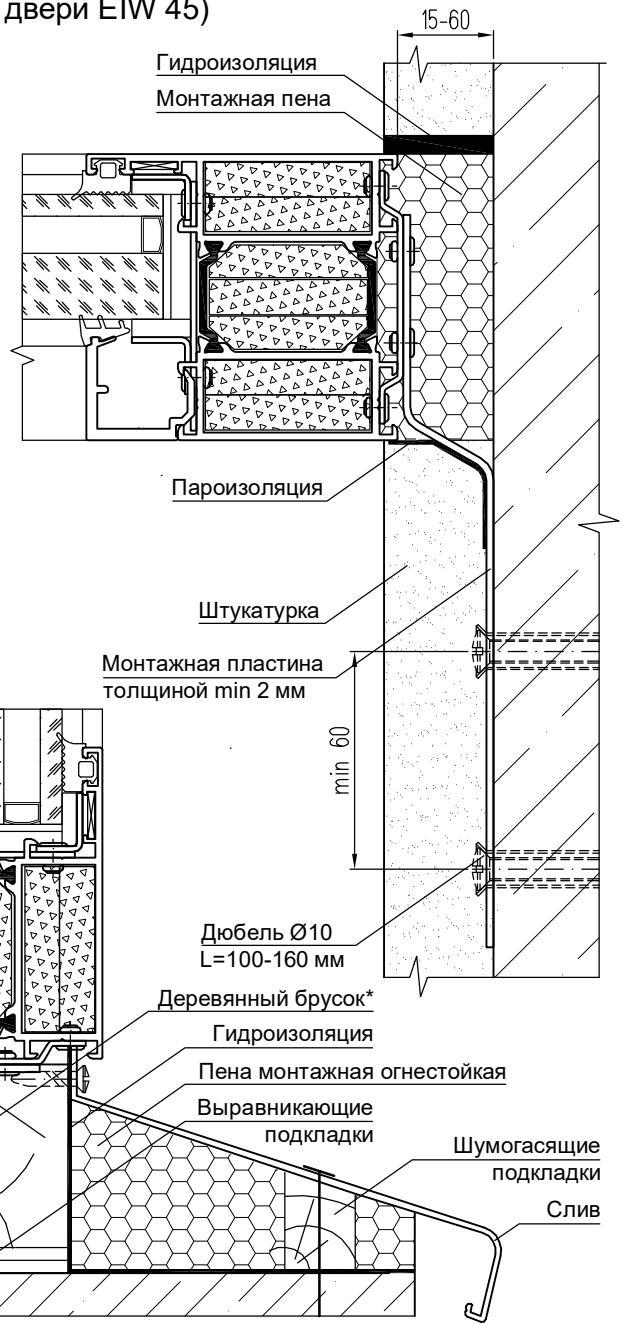 двери EIW 45)
15-60
Гидроизоляция
Монтажная пена
Пароизоляция
Штукатурка
Монтажная пластина
толщиной min 2 мм
min 60
Дюбель Ø10
L=100-160 мм
Деревянный брусок*
Гидроизоляция
Пена монтажная огнестойкая
Выравникающие
подкладки
Шумогасящие
подкладки
Слив